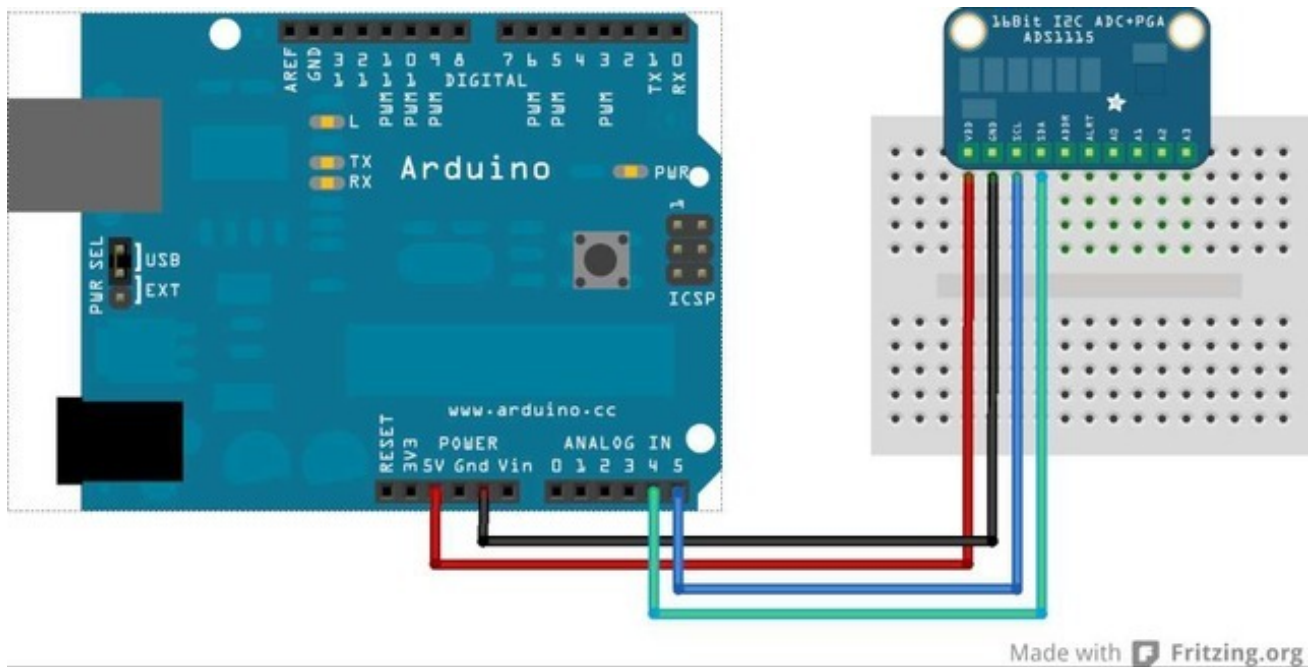 AREF
GND
13
12
PWM 11
PWM 10
PWM 9
8
7
PWM 6
PWM 5
4
PWM 3
2
TX 1
RX 0
DIGITAL
L
TX
RX
Arduino
PWR
1
ICSP
PWR SEL
USB
EXT
www.arduino.cc
POWER
ANALOG IN
RESET
3V3
5V Gnd Vin 0 1 2 3 4 5
16Bit I2C ADC+PGA
ADS1115
VDD
GND
SCL
SDA
ADDR
ALRT
A0
A1
A2
A3
Made with Fritzing.org